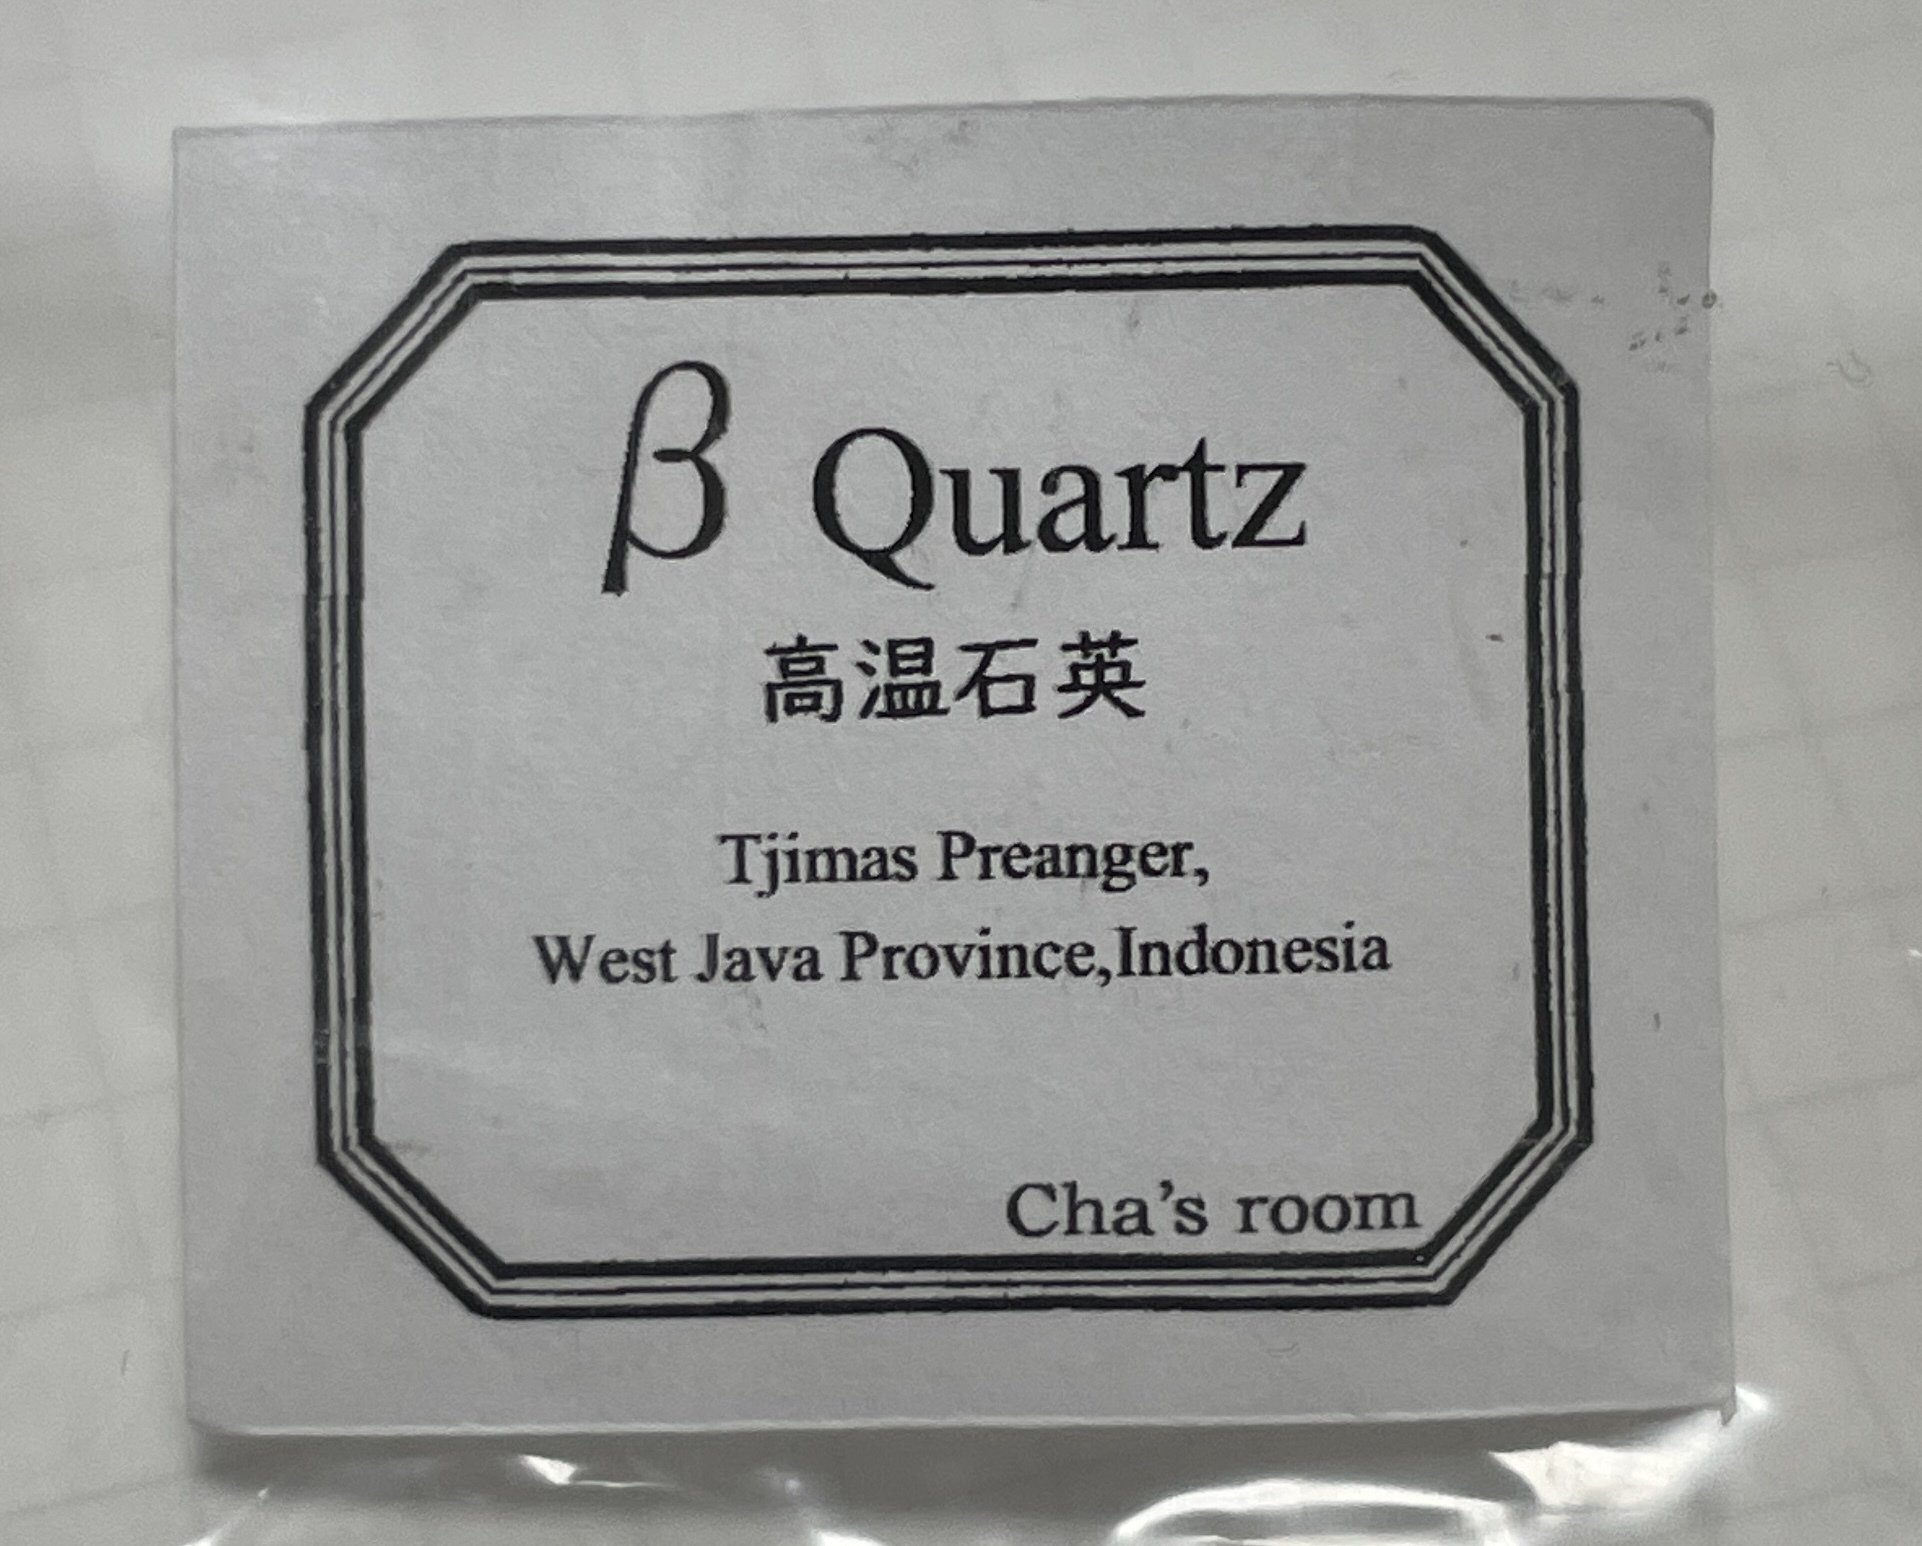 β Quartz
高温石英
Tjimas Preanger,
West Java Province,Indonesia
Cha’s room